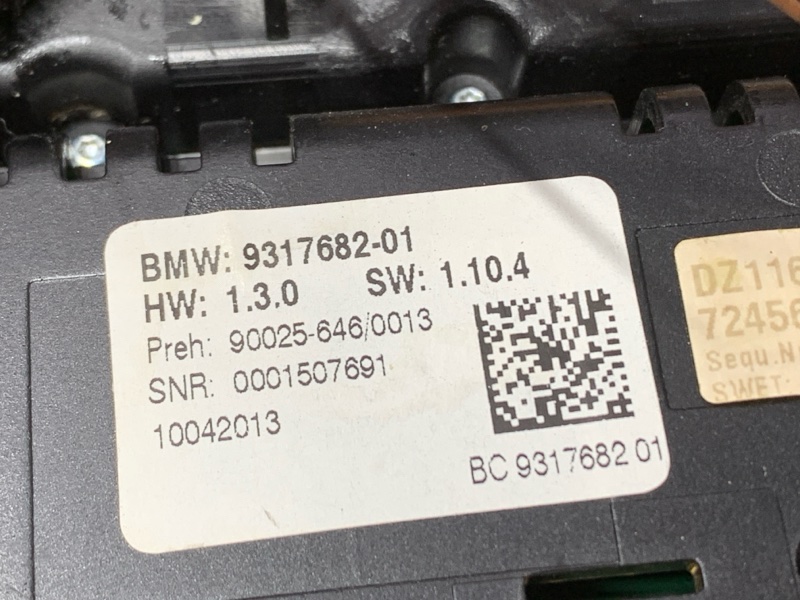 BMW: 9317682-01
HW: 1.3.0 SW: 1.10.4
Preh: 90025-646/0013
SNR: 0001507691
10042013
BC 9317682 01
DZ116
72456
Sequ.N
SWFT: